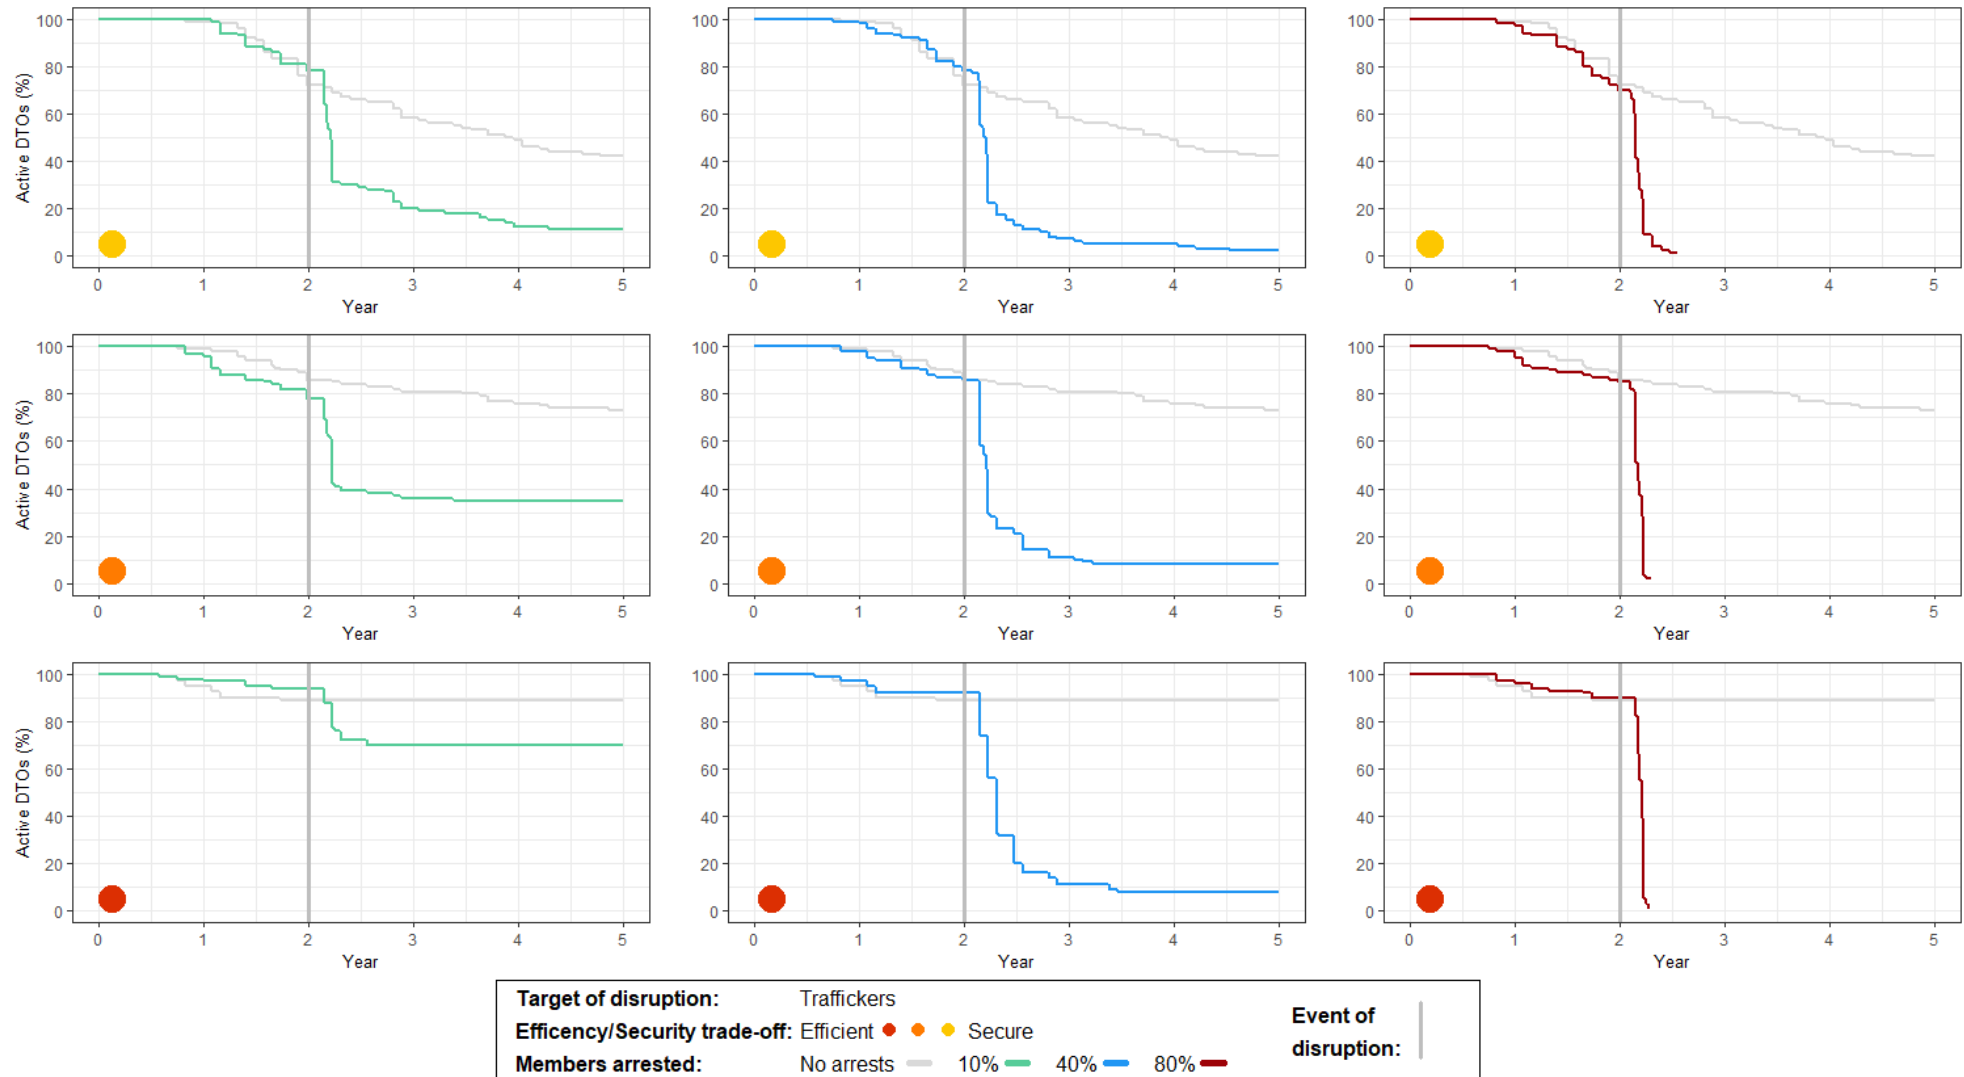 Active DTOs (%)
100
80
60
40
20
0
0 1 2 3 4 5
Year
100
80
60
40
20
0
0 1 2 3 4 5
Year
100
80
60
40
20
0
0 1 2 3 4 5
Year
Active DTOs (%)
100
80
60
40
20
0
0 1 2 3 4 5
Year
100
80
60
40
20
0
0 1 2 3 4 5
Year
100
80
60
40
20
0
0 1 2 3 4 5
Year
Active DTOs (%)
100
80
60
40
20
0
0 1 2 3 4 5
Year
100
80
60
40
20
0
0 1 2 3 4 5
Year
100
80
60
40
20
0
0 1 2 3 4 5
Year
Target of disruption: Traffickers
Efficency/Security trade-off: Efficient Secure
Members arrested: No arrests 10% 40% 80%
Event of
disruption: